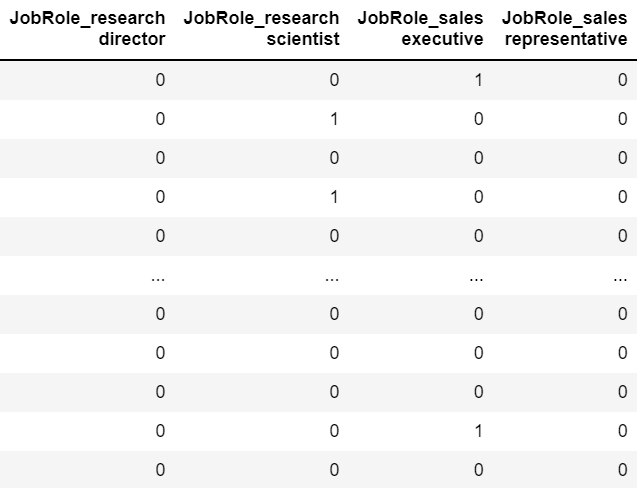 JobRole_research JobRole_research JobRole_sales JobRole_sales
director scientist executive representative
0 0 1 0
0 1 0 0
0 0 0 0
0 1 0 0
0 0 0 0
... ... ... ...
0 0 0 0
0 0 0 0
0 0 0 0
0 0 1 0
0 0 0 0